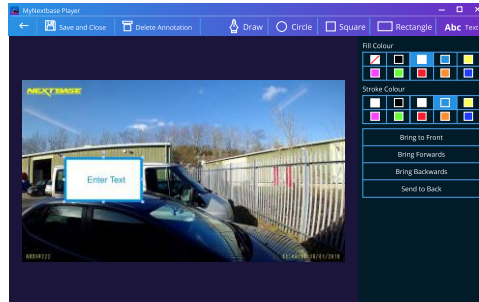 MyNextbase Player
Save and Close
Delete Annotation
Draw
Circle
Square
Rectangle
Abc Text
Fill Colour
NEXTBASE
Stroke Colour
Bring to Front
Bring Forwards
Enter Text
Bring Backwards
Send to Back